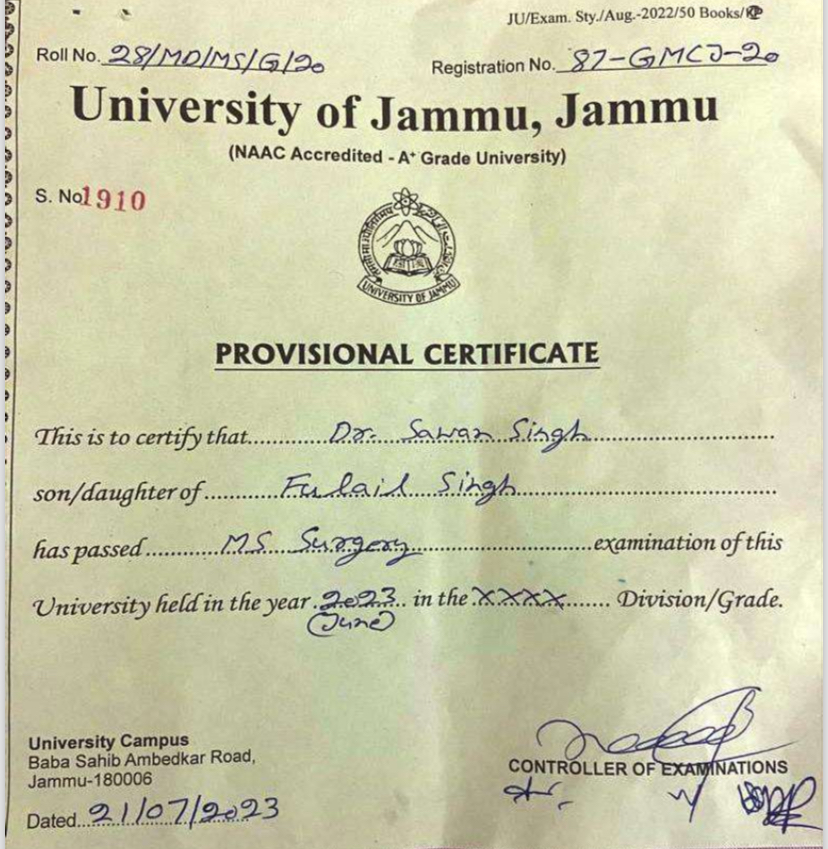 JU/Exam. Sty./Aug.-2022/50 Books/
Roll No. 28/MD/MS/G/20
Registration No. 87-GMCJ-20
University of Jammu, Jammu
(NAAC Accredited - A+ Grade University)
S. No 1910
UNIVERSITY OF JAMMU
PROVISIONAL CERTIFICATE
This is to certify that Dr. Sawan Singh
son/daughter of Fulail Singh
has passed MS Surgery examination of this
University held in the year 2023 in the XXXX Division/Grade.
(June)
University Campus
Baba Sahib Ambedkar Road,
Jammu-180006
CONTROLLER OF EXAMINATIONS
Dated 21/07/2023